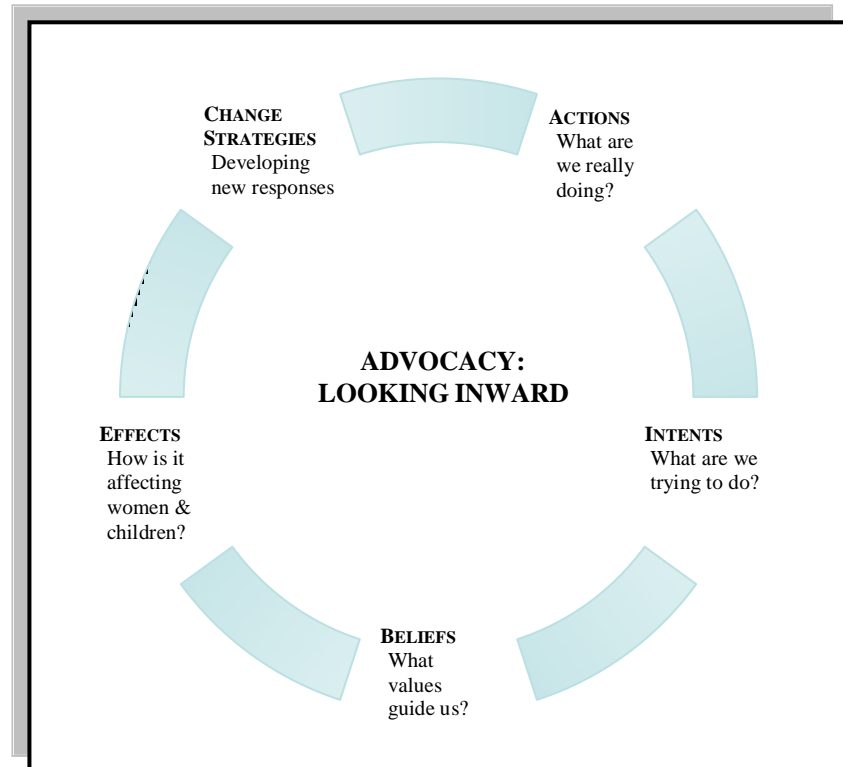 CHANGE
STRATEGIES
Developing
new responses
ACTIONS
What are
we really
doing?
ADVOCACY:
LOOKING INWARD
EFFECTS
How is it
affecting
women &
children?
INTENTS
What are we
trying to do?
BELIEFS
What
values
guide us?